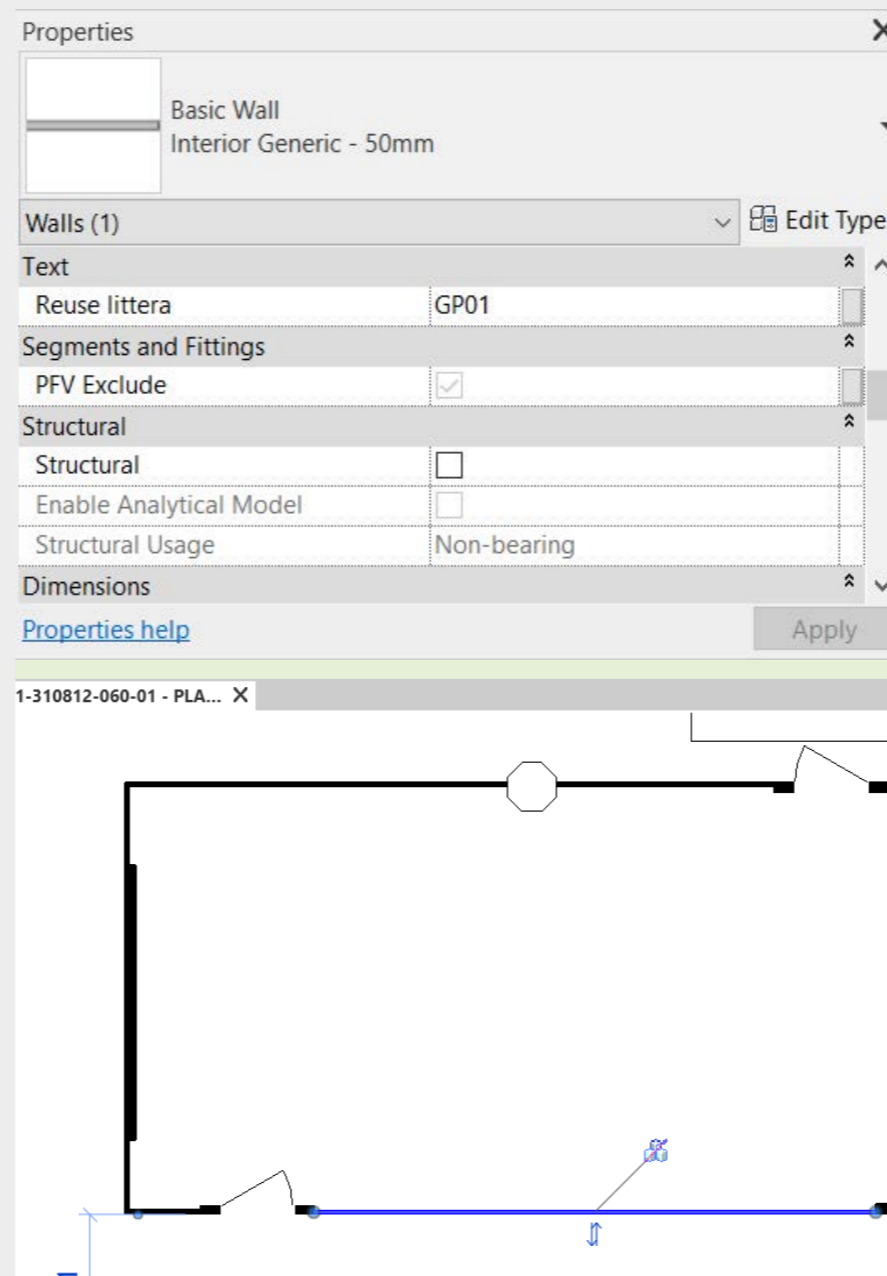 Properties
Basic Wall
Interior Generic - 50mm
Walls (1)
Edit Type
Text
Reuse littera GP01
Segments and Fittings
PFV Exclude
Structural
Structural
Enable Analytical Model
Structural Usage Non-bearing
Dimensions
Properties help
Apply
1-310812-060-01 - PLA...